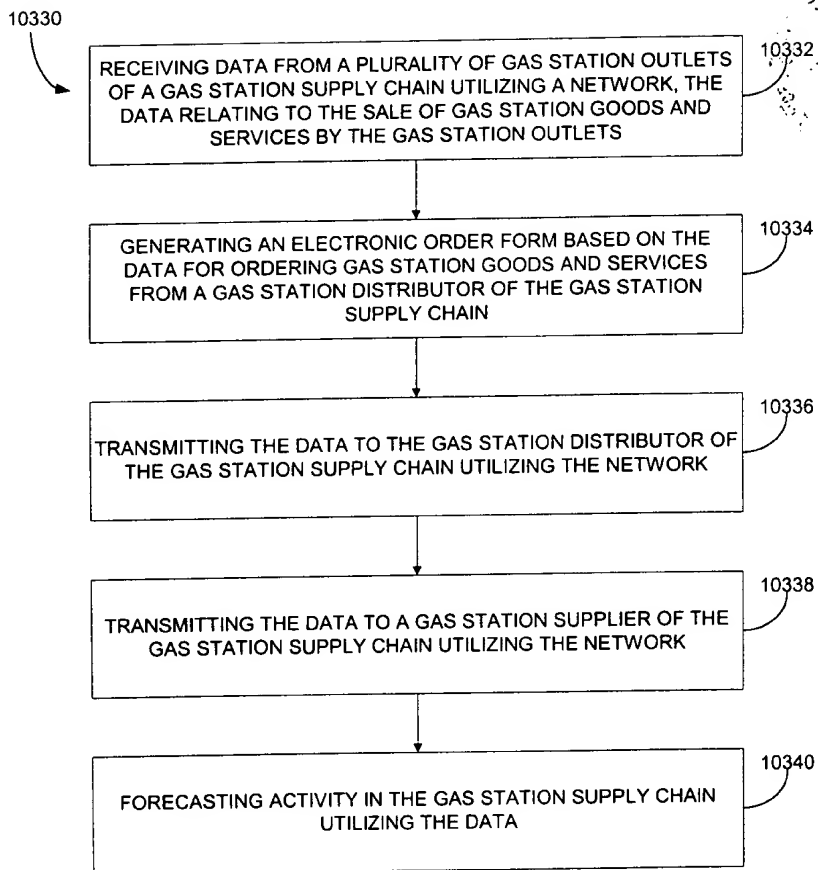 10330
10332
RECEIVING DATA FROM A PLURALITY OF GAS STATION OUTLETS
OF A GAS STATION SUPPLY CHAIN UTILIZING A NETWORK, THE
DATA RELATING TO THE SALE OF GAS STATION GOODS AND
SERVICES BY THE GAS STATION OUTLETS
10334
GENERATING AN ELECTRONIC ORDER FORM BASED ON THE
DATA FOR ORDERING GAS STATION GOODS AND SERVICES
FROM A GAS STATION DISTRIBUTOR OF THE GAS STATION
SUPPLY CHAIN
10336
TRANSMITTING THE DATA TO THE GAS STATION DISTRIBUTOR OF
THE GAS STATION SUPPLY CHAIN UTILIZING THE NETWORK
10338
TRANSMITTING THE DATA TO A GAS STATION SUPPLIER OF THE
GAS STATION SUPPLY CHAIN UTILIZING THE NETWORK
10340
FORECASTING ACTIVITY IN THE GAS STATION SUPPLY CHAIN
UTILIZING THE DATA